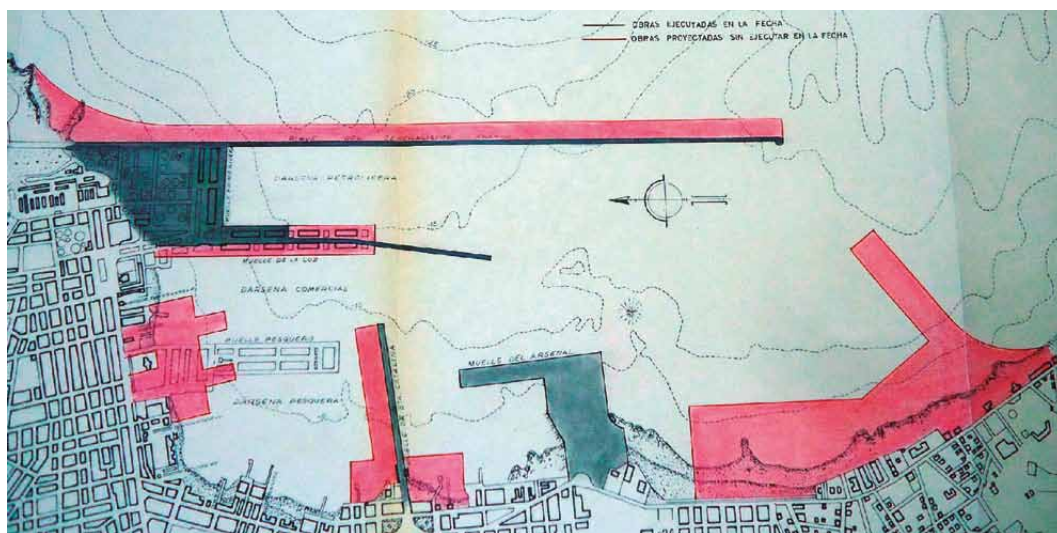 OBRAS EJECUTADAS EN LA FECHA
OBRAS PROYECTADAS SIN EJECUTAR EN LA FECHA
DARSENA PETROLIFERA
MUELLE DE LA LUZ
DARSENA COMERCIAL
MUELLE PESQUERO
DARSENA PESQUERA
MUELLE DEL ARSENAL